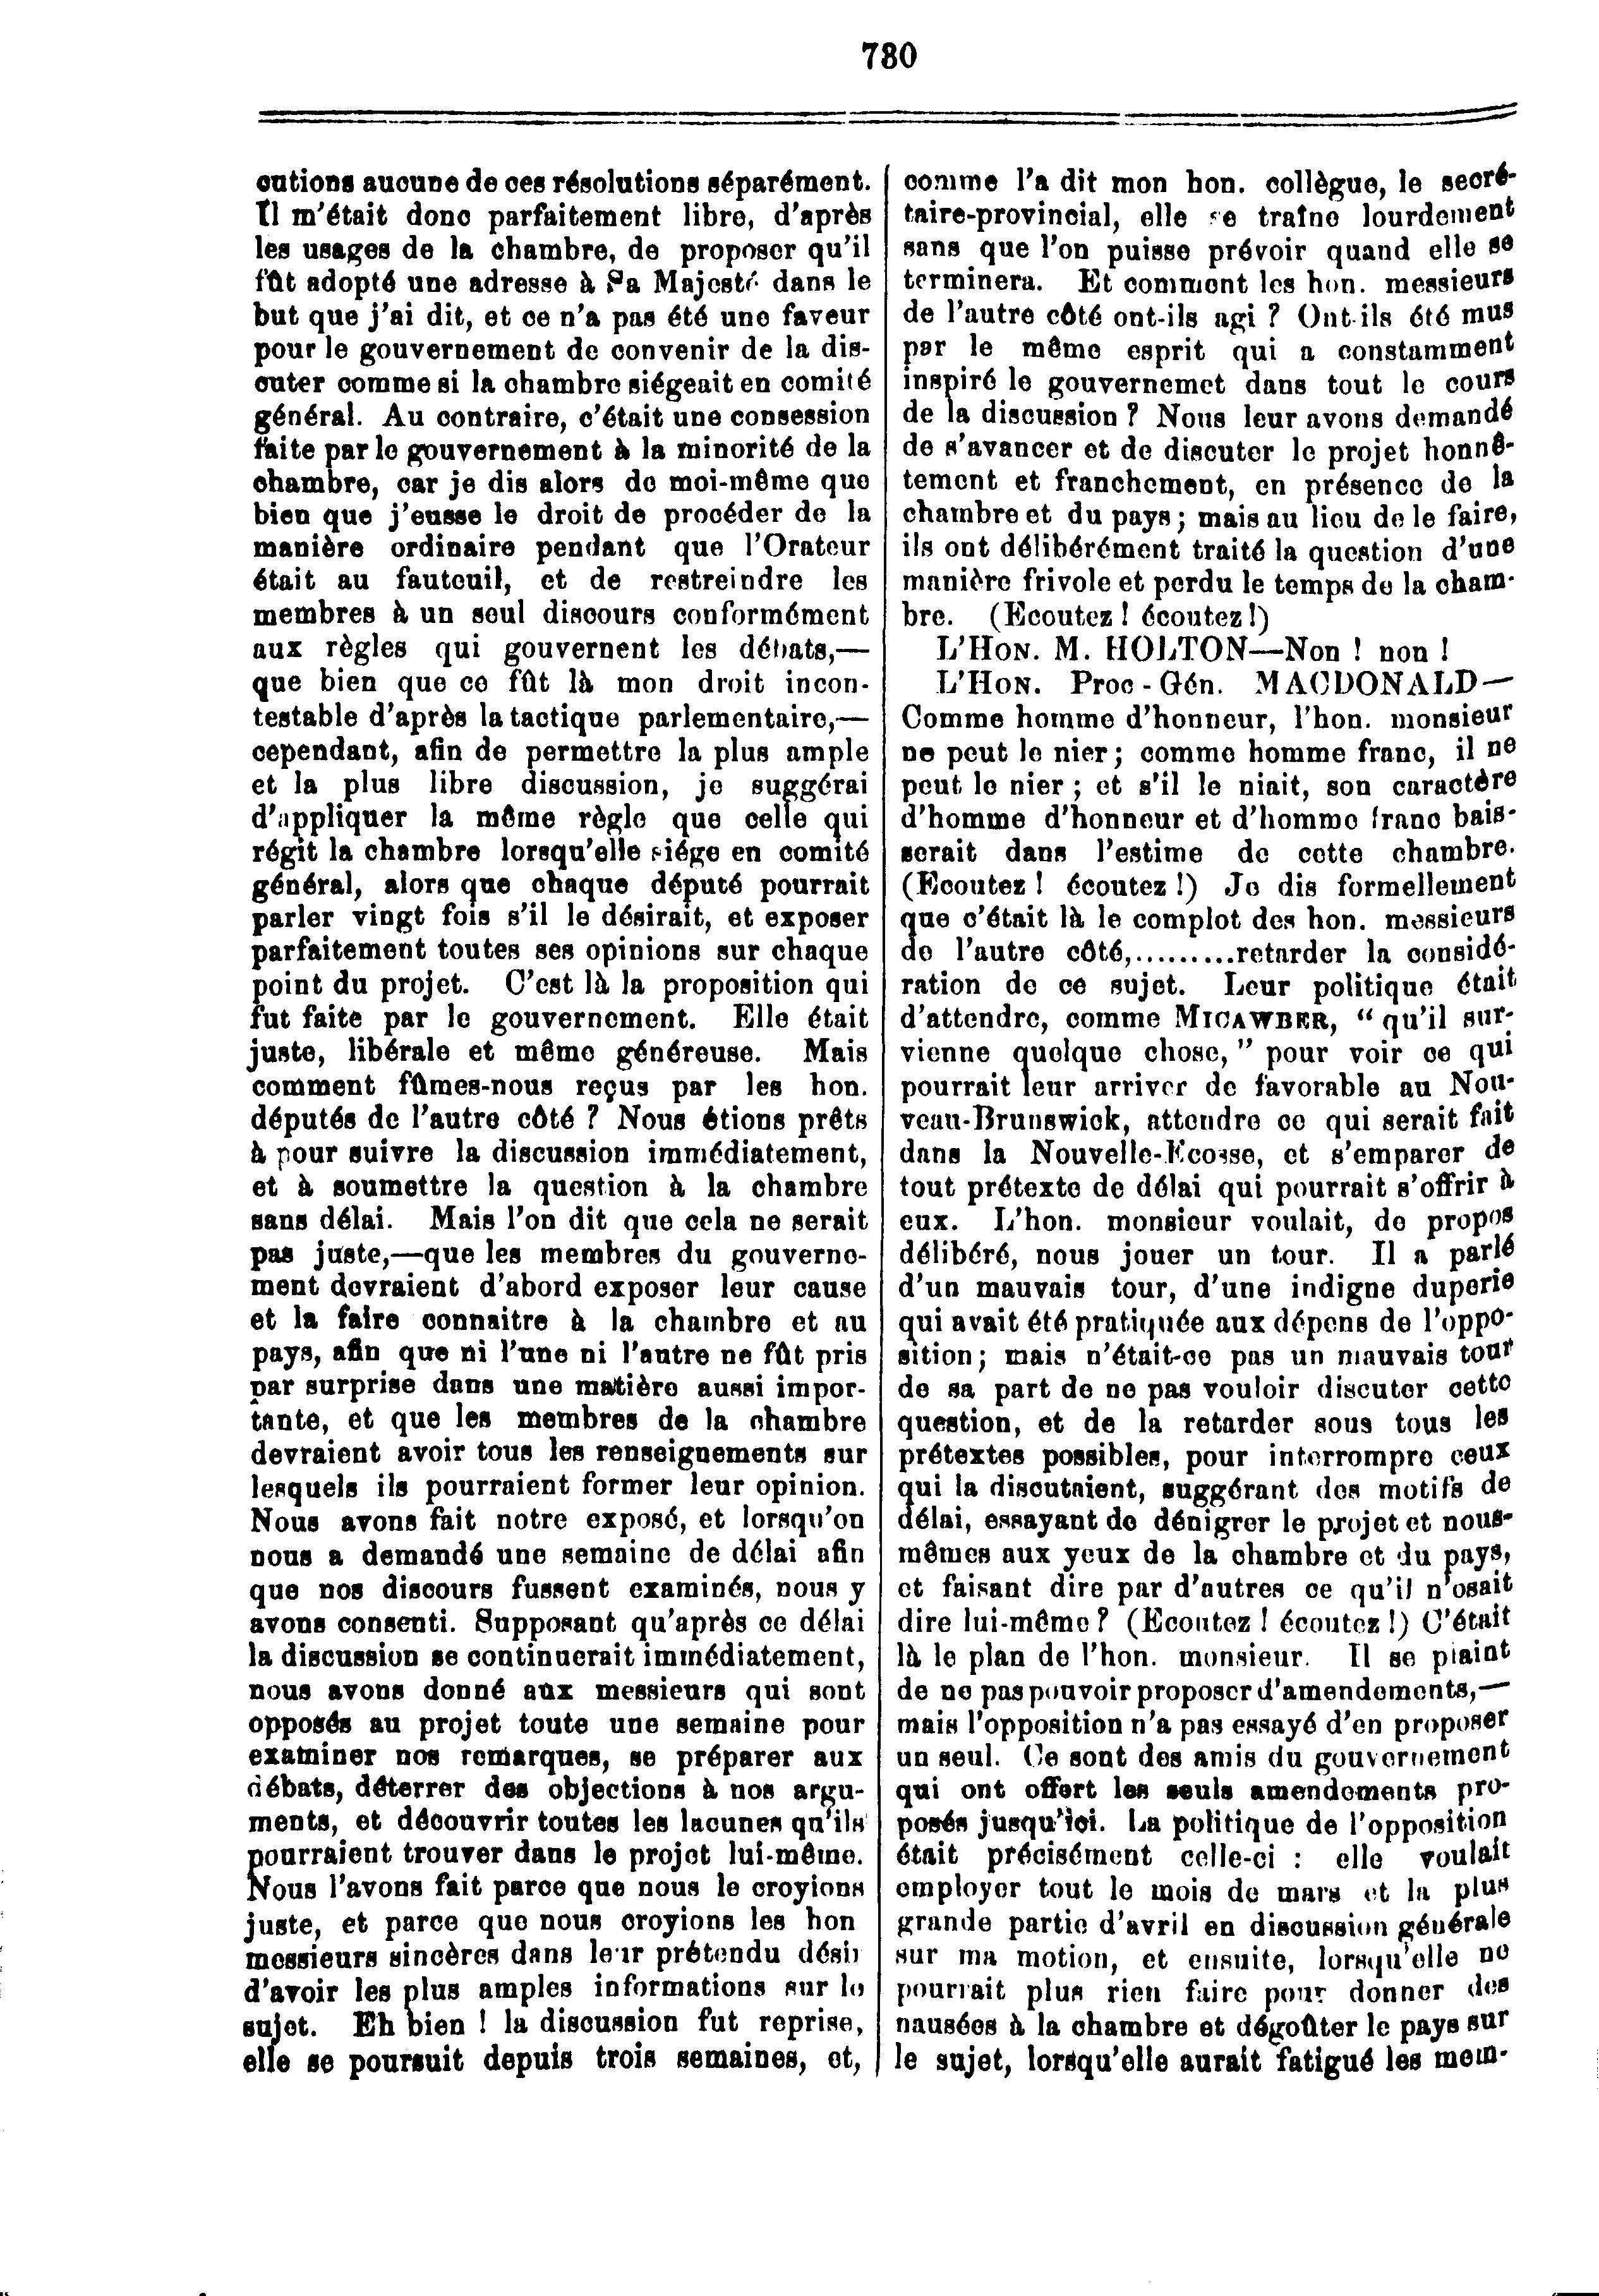 780
cutions aucune de ces résolutions séparément.
Il m'était donc parfaitement libre, d'après
les usages de la chambre, de proposer qu'il
fût adopté une adresse à Sa Majesté dans le
but que j'ai dit, et ce n'a pas été une faveur
pour le gouvernement de convenir de la dis-
cuter comme si la chambre siégeait en comité
général. Au contraire, c'était une consession
faite par le gouvernement à la minorité de la
chambre, car je dis alors de moi-même que
bien que j'eusse le droit de procéder de la
manière ordinaire pendant que l'Orateur
était au fauteuil, et de restreindre les
membres à un seul discours conformément
aux règles qui gouvernent les débats,—
que bien que ce fût là mon droit incon-
testable d'après la tactique parlementaire,—
cependant, afin de permettre la plus ample
et la plus libre discussion, je suggérai
d'appliquer la même règle que celle qui
régit la chambre lorsqu'elle siége en comité
général, alors que chaque député pourrait
parler vingt fois s'il le désirait, et exposer
parfaitement toutes ses opinions sur chaque
point du projet. C'est là la proposition qui
fut faite par le gouvernement. Elle était
juste, libérale et même généreuse. Mais
comment fûmes-nous reçus par les hon.
députés de l'autre côté ? Nous étions prêts
à pour suivre la discussion immédiatement,
et à soumettre la question à la chambre
sans délai. Mais l'on dit que cela ne serait
pas juste,—que les membres du gouverne-
ment devraient d'abord exposer leur cause
et la faire connaitre à la chambre et au
pays, afin que ni l'une ni l'autre ne fût pris
par surprise dans une matière aussi impor-
tante, et que les membres de la chambre
devraient avoir tous les renseignements sur
lesquels ils pourraient former leur opinion.
Nous avons fait notre exposé, et lorsqu'on
nous a demandé une semaine de délai afin
que nos discours fussent examinés, nous y
avons consenti. Supposant qu'après ce délai
la discussion se continuerait immédiatement,
nous avons donné aux messieurs qui sont
opposés au projet toute une semaine pour
examiner nos remarques, se préparer aux
débats, déterrer des objections à nos argu-
ments, et découvrir toutes les lacunes qu'ils
pourraient trouver dans le projet lui-même.
Nous l'avons fait parce que nous le croyions
juste, et parce que nous croyions les hon
messieurs sincères dans leur prétendu désir
d'avoir les plus amples informations sur le
sujet. Eh bien ! la discussion fut reprise,
elle se poursuit depuis trois semaines, et,
comme l'a dit mon hon. collègue, le secré-
taire-provincial, elle se traîne lourdement
sans que l'on puisse prévoir quand elle se
terminera. Et comment les hon. messieurs
de l'autre côté ont-ils agi ? Ont-ils été mus
par le même esprit qui a constamment
inspiré le gouvernemet dans tout le cours
de la discussion ? Nous leur avons demandé
de s'avancer et de discuter le projet honnê-
tement et franchement, en présence de la
chambre et du pays ; mais au lieu de le faire,
ils ont délibérément traité la question d'une
manière frivole et perdu le temps de la cham-
bre. (Ecoutez ! écoutez !)
L'HON. M. HOLTON—Non ! non !
L'HON. Proc - Gén. MACDONALD—
Comme homme d'honneur, l'hon. monsieur
ne peut le nier ; comme homme franc, il ne
peut le nier ; et s'il le niait, son caractère
d'homme d'honneur et d'homme franc bais-
serait dans l'estime de cette chambre.
(Ecoutez ! écoutez !) Je dis formellement
que c'était là le complot des hon. messieurs
de l'autre côté,.........retarder la considé-
ration de ce sujet. Leur politique était
d'attendre, comme MICAWBER, " qu'il sur-
vienne quelque chose, " pour voir ce qui
pourrait leur arriver de favorable au Nou-
veau-Brunswick, attendre ce qui serait fait
dans la Nouvelle-Ecosse, et s'emparer de
tout prétexte de délai qui pourrait s'offrir à
eux. L'hon. monsieur voulait, de propos
délibéré, nous jouer un tour. Il a parlé
d'un mauvais tour, d'une indigne duperie
qui avait été pratiquée aux dépens de l'oppo-
sition ; mais n'était-ce pas un mauvais tour
de sa part de ne pas vouloir discuter cette
question, et de la retarder sous tous les
prétextes possibles, pour interrompre ceux
qui la discutaient, suggérant des motifs de
délai, essayant de dénigrer le projet et nous-
mêmes aux yeux de la chambre et du pays,
et faisant dire par d'autres ce qu'il n'osait
dire lui-même ? (Ecoutez ! écoutez !) C'était
là le plan de l'hon. monsieur. Il se plaint
de ne pas pouvoir proposer d'amendements,—
mais l'opposition n'a pas essayé d'en proposer
un seul. Ce sont des amis du gouvernement
qui ont offert les seuls amendements pro-
posés jusqu'ici. La politique de l'opposition
était précisément celle-ci : elle voulait
employer tout le mois de mars et la plus
grande partie d'avril en discussion générale
sur ma motion, et ensuite, lorsqu'elle ne
pourrait plus rien faire pour donner des
nausées à la chambre et dégoûter le pays sur
le sujet, lorsqu'elle aurait fatigué les mem-